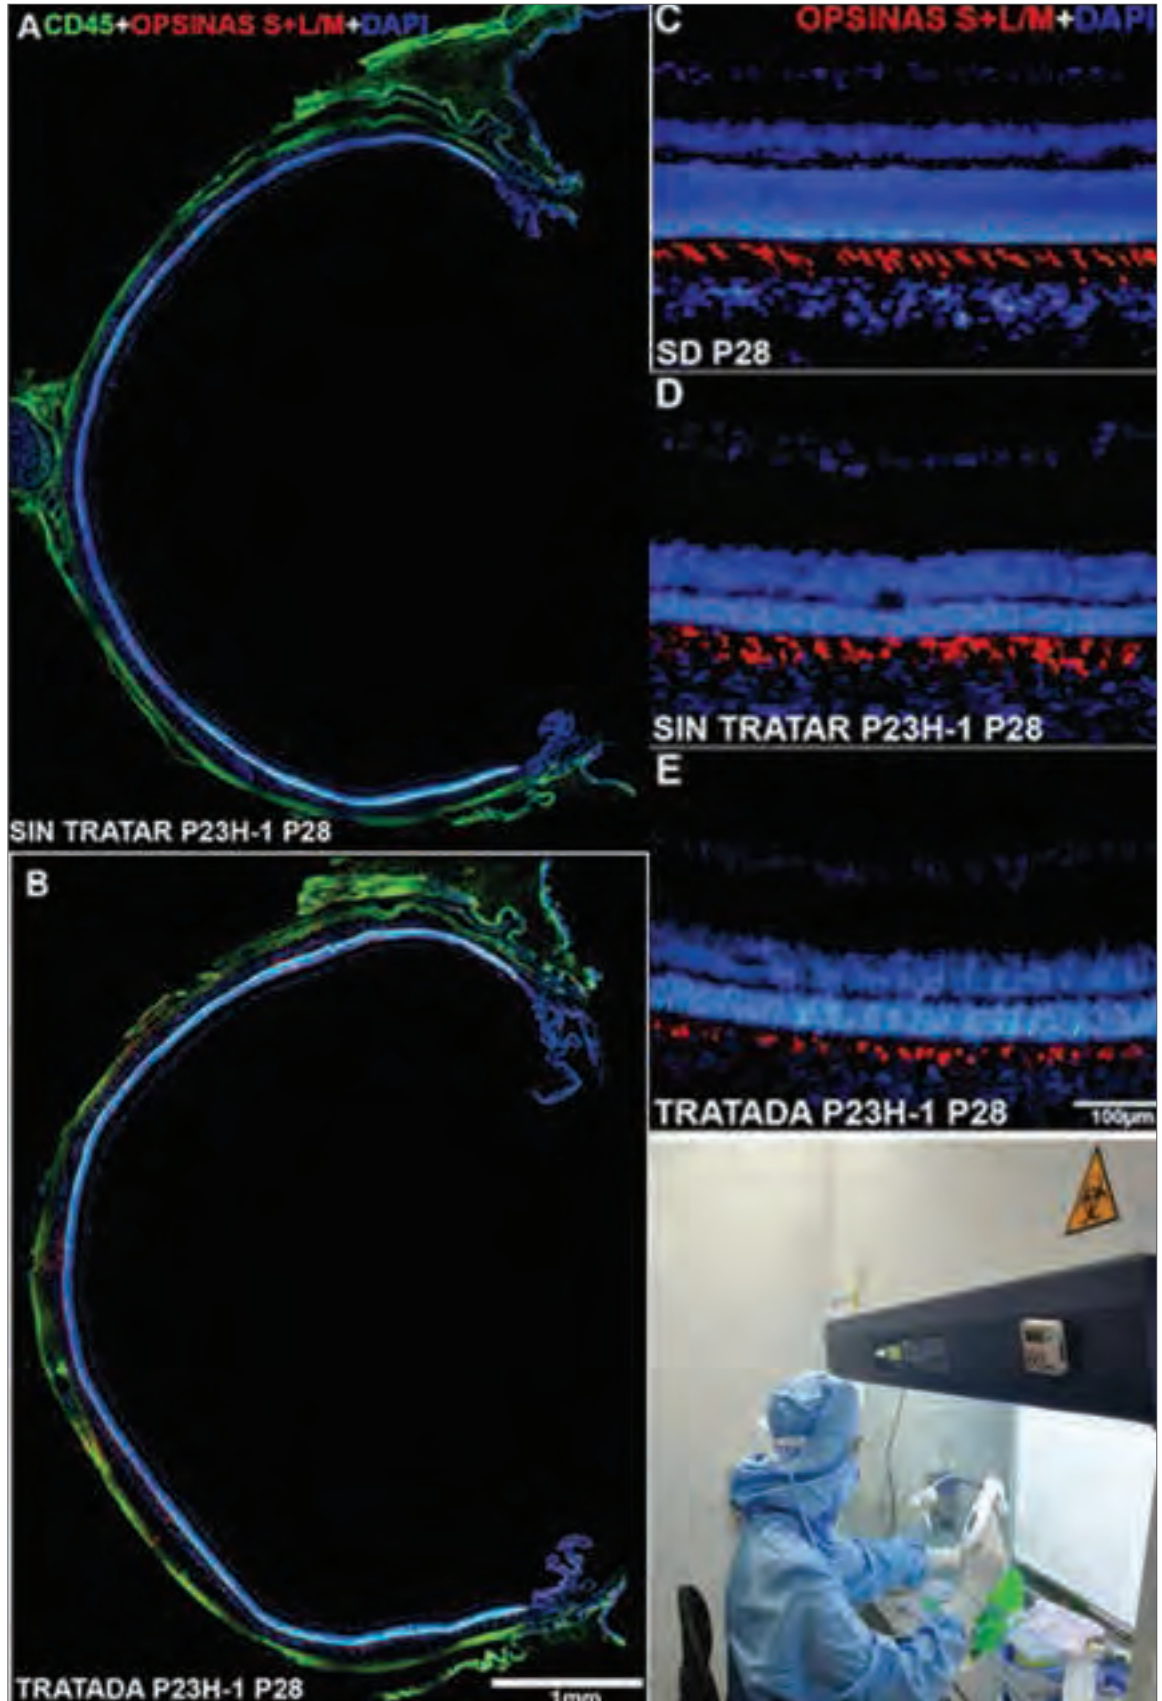 A CD45+OPSINAS S+L/M+DAPI
SIN TRATAR P23H-1 P28
B
TRATADA P23H-1 P28
1mm
C OPSINAS S+L/M+DAPI
SD P28
D
SIN TRATAR P23H-1 P28
E
TRATADA P23H-1 P28
100µm